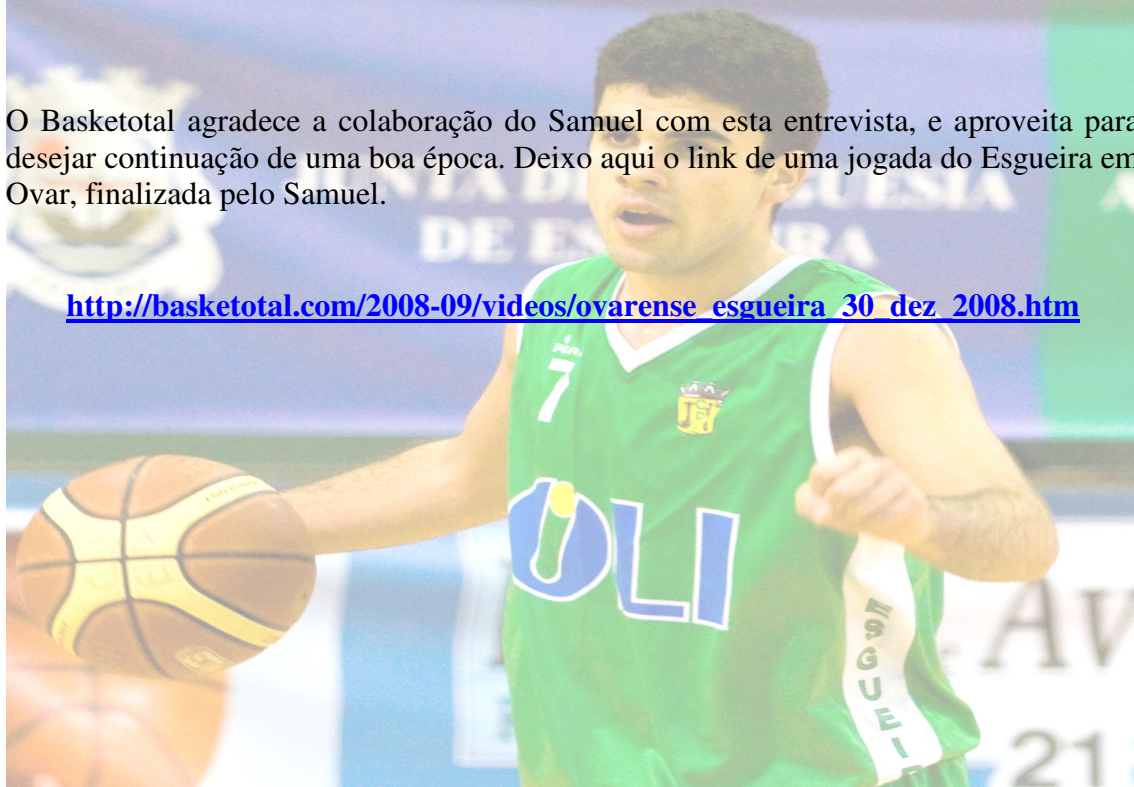 O Basketotal agradece a colaboração do Samuel com esta entrevista, e aproveita para
desejar continuação de uma boa época. Deixo aqui o link de uma jogada do Esgueira em
Ovar, finalizada pelo Samuel.
http://basketotal.com/2008-09/videos/ovarense_esgueira_30_dez_2008.htm
7
OLI
ESGUEI
Av
21